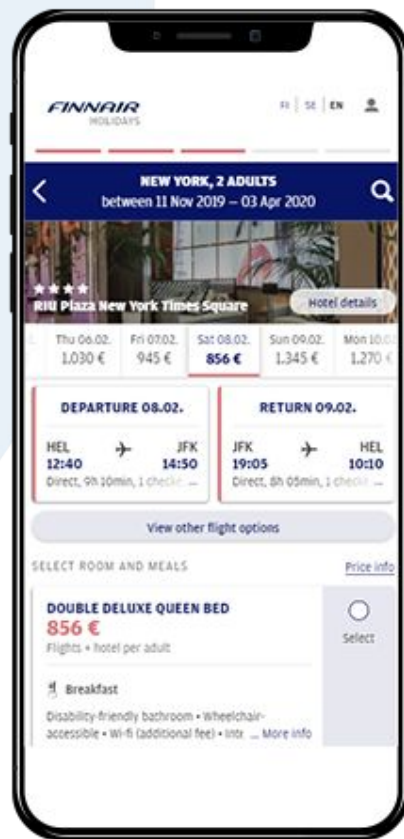 FINNAIR
HOLIDAYS
FI | SE | EN
NEW YORK, 2 ADULTS
between 11 Nov 2019 – 03 Apr 2020
RIU Plaza New York Times Square
Hotel details
Thu 06.02. Fri 07.02. Sat 08.02. Sun 09.02. Mon 10.02
1,030 € 945 € 856 € 1,345 € 1,270 €
DEPARTURE 08.02. RETURN 09.02.
HEL JFK JFK HEL
12:40 14:50 19:05 10:10
Direct, 9h 10min, 1 checke ... Direct, 8h 05min, 1 check ...
View other flight options
SELECT ROOM AND MEALS Price info
DOUBLE DELUXE QUEEN BED
856 €
Select
Flights + hotel per adult
Breakfast
Disability-friendly bathroom • Wheelchair-
accessible • Wi-fi (additional fee) • ... More info